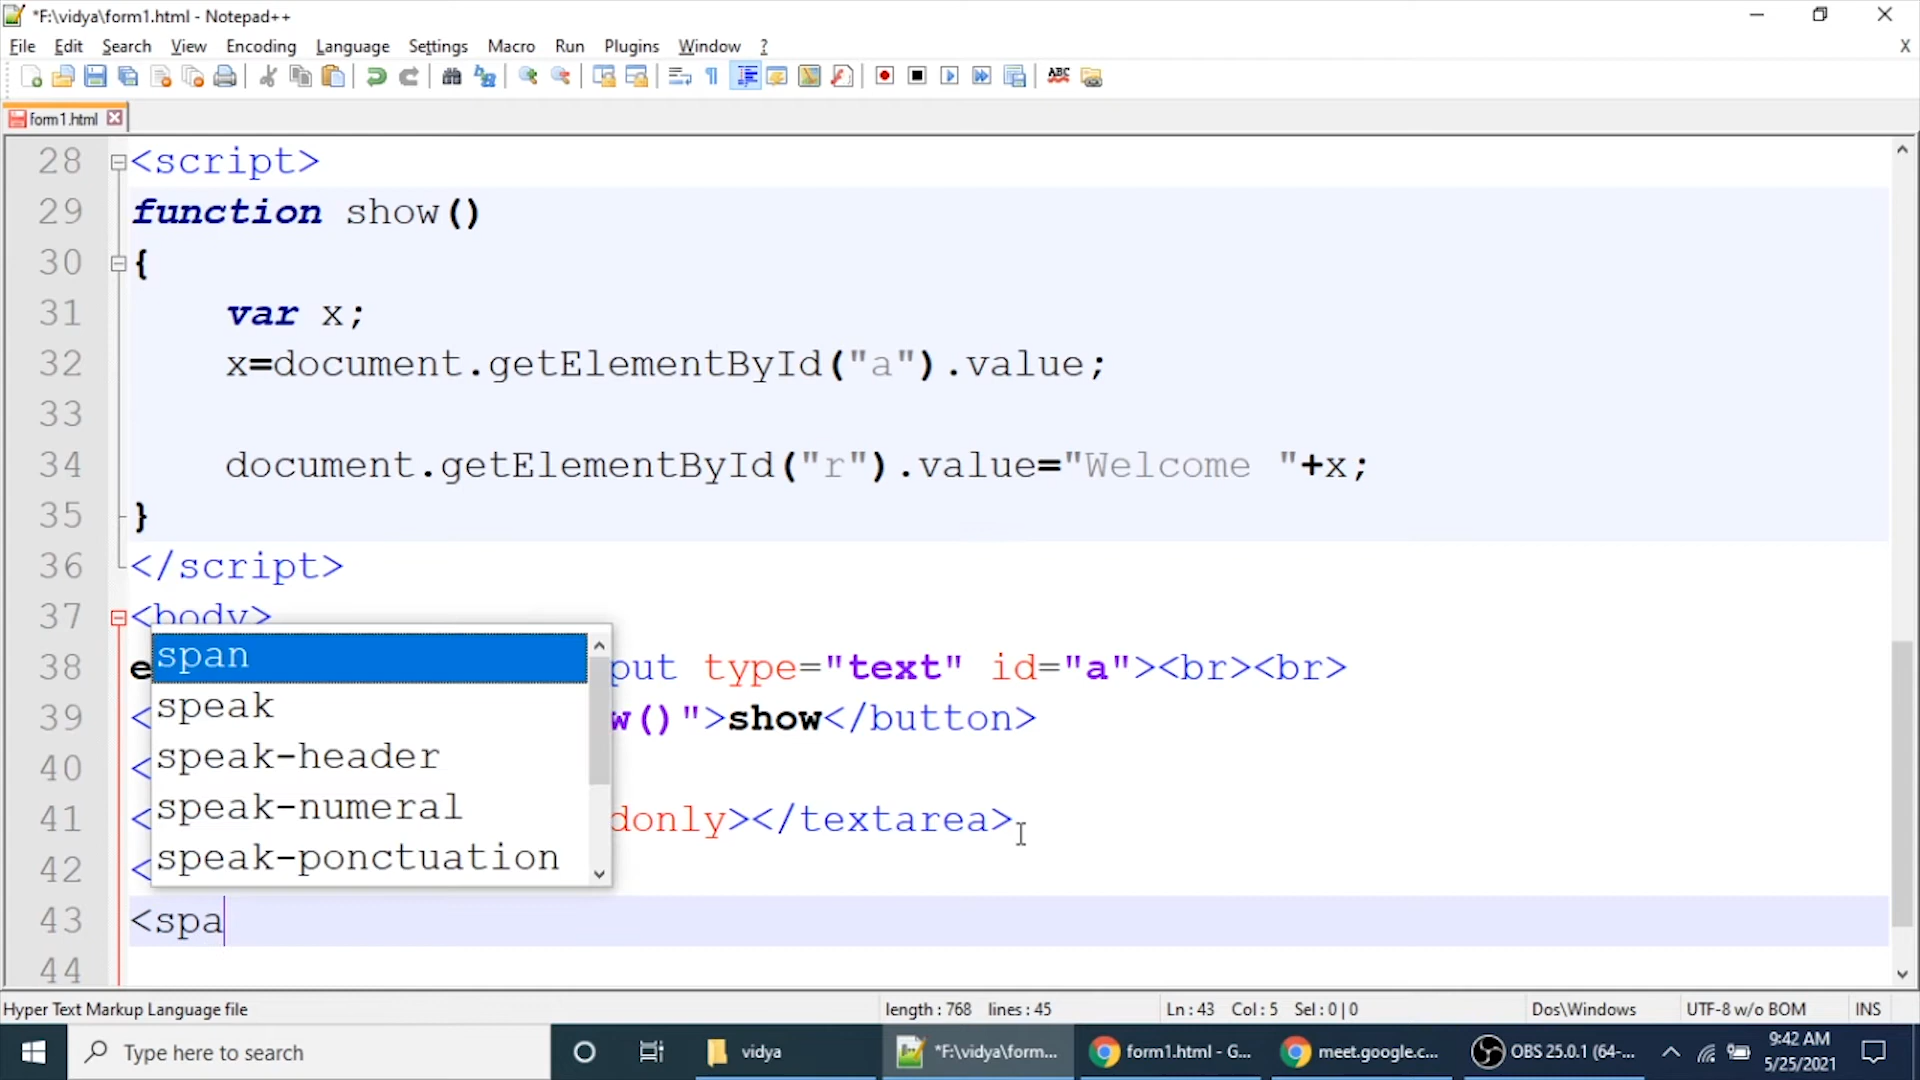 *F:\vidya\form1.html - Notepad++
File Edit Search View Encoding Language Settings Macro Run Plugins Window ? X
ABC
form1.html
28 <script>
29 function show()
30 {
31 var x;
32 x=document.getElementById("a").value;
33
34 document.getElementById("r").value="Welcome "+x;
35 }
36 </script>
37 <body>
38 e put type="text" id="a"><br><br>
39 < w()">show</button>
40 <
41 < donly></textarea>
42 <
43 <spa
44
span
speak
speak-header
speak-numeral
speak-ponctuation
Hyper Text Markup Language file length : 768 lines : 45 Ln : 43 Col : 5 Sel : 0 | 0 Dos\Windows UTF-8 w/o BOM INS
Type here to search vidya *F:\vidya\form... form1.html - G... meet.google.c... OBS 25.0.1 (64-... 9:42 AM
5/25/2021